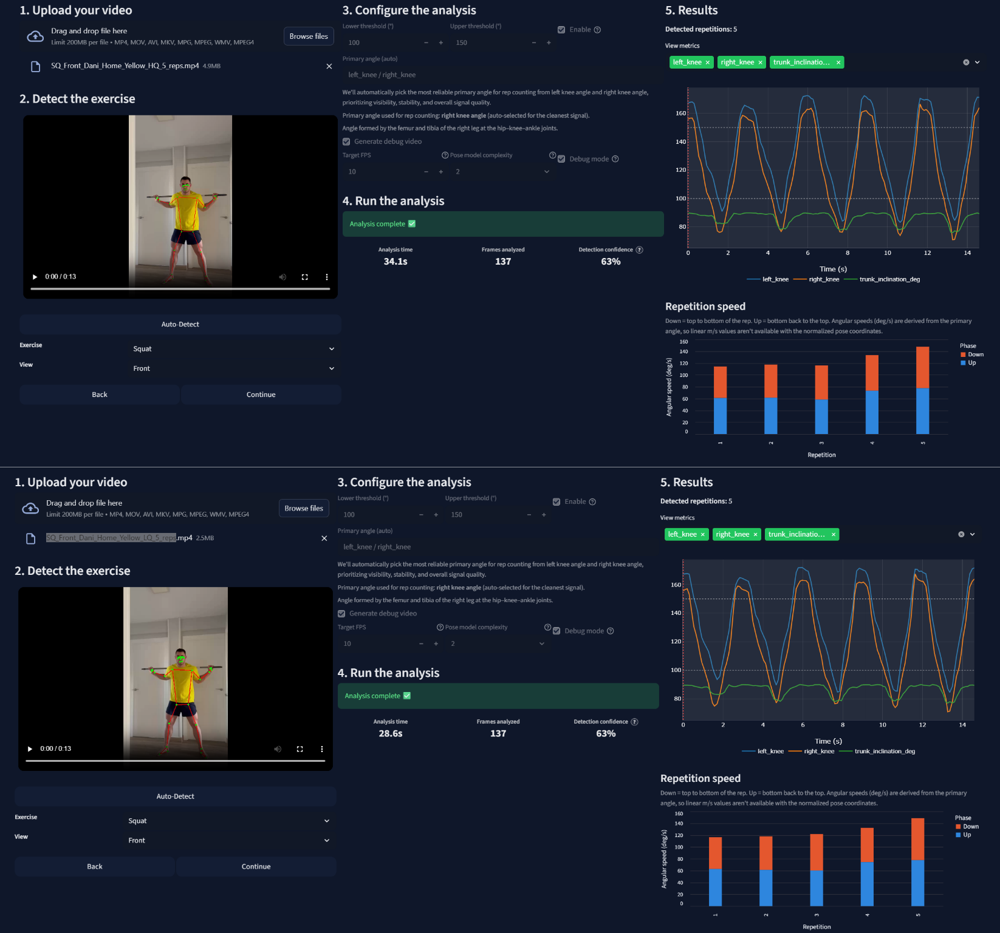 1. Upload your video
Drag and drop file here
Limit 200MB per file • MP4, MOV, AVI, MKV, MPG, MPEG, WMV, MPEG4
Browse files
SQ_Front_Dani_Home_Yellow_HQ_5_reps.mp4 4.9MB
2. Detect the exercise
0:00 / 0:13
Auto-Detect
Exercise
Squat
View
Front
Back
Continue
3. Configure the analysis
Lower threshold (°)
Upper threshold (°)
Enable
100
150
Primary angle (auto)
left_knee / right_knee
We'll automatically pick the most reliable primary angle for rep counting from left knee angle and right knee angle,
prioritizing visibility, stability, and overall signal quality.
Primary angle used for rep counting: right knee angle (auto-selected for the cleanest signal).
Angle formed by the femur and tibia of the right leg at the hip–knee–ankle joints.
Generate debug video
Target FPS
Pose model complexity
Debug mode
10
2
4. Run the analysis
Analysis complete
Analysis time
Frames analyzed
Detection confidence
34.1s
137
63%
5. Results
Detected repetitions: 5
View metrics
left_knee
right_knee
trunk_inclinatio...
160
140
120
100
80
0 2 4 6 8 10 12 14
Time (s)
left_knee
right_knee
trunk_inclination_deg
Repetition speed
Down = top to bottom of the rep. Up = bottom back to the top. Angular speeds (deg/s) are derived from the primary
angle, so linear m/s values aren't available with the normalized pose coordinates.
160
140
120
100
80
60
40
20
0
Angular speed (deg/s)
1 2 3 4 5
Repetition
Phase
Down
Up
1. Upload your video
Drag and drop file here
Limit 200MB per file • MP4, MOV, AVI, MKV, MPG, MPEG, WMV, MPEG4
Browse files
SQ_Front_Dani_Home_Yellow_LQ_5_reps.mp4 2.5MB
2. Detect the exercise
0:00 / 0:13
Auto-Detect
Exercise
Squat
View
Front
Back
Continue
3. Configure the analysis
Lower threshold (°)
Upper threshold (°)
Enable
100
150
Primary angle (auto)
left_knee / right_knee
We'll automatically pick the most reliable primary angle for rep counting from left knee angle and right knee angle,
prioritizing visibility, stability, and overall signal quality.
Primary angle used for rep counting: right knee angle (auto-selected for the cleanest signal).
Angle formed by the femur and tibia of the right leg at the hip–knee–ankle joints.
Generate debug video
Target FPS
Pose model complexity
Debug mode
10
2
4. Run the analysis
Analysis complete
Analysis time
Frames analyzed
Detection confidence
28.6s
137
63%
5. Results
Detected repetitions: 5
View metrics
left_knee
right_knee
trunk_inclinatio...
160
140
120
100
80
0 2 4 6 8 10 12 14
Time (s)
left_knee
right_knee
trunk_inclination_deg
Repetition speed
Down = top to bottom of the rep. Up = bottom back to the top. Angular speeds (deg/s) are derived from the primary
angle, so linear m/s values aren't available with the normalized pose coordinates.
160
140
120
100
80
60
40
20
0
Angular speed (deg/s)
1 2 3 4 5
Repetition
Phase
Down
Up